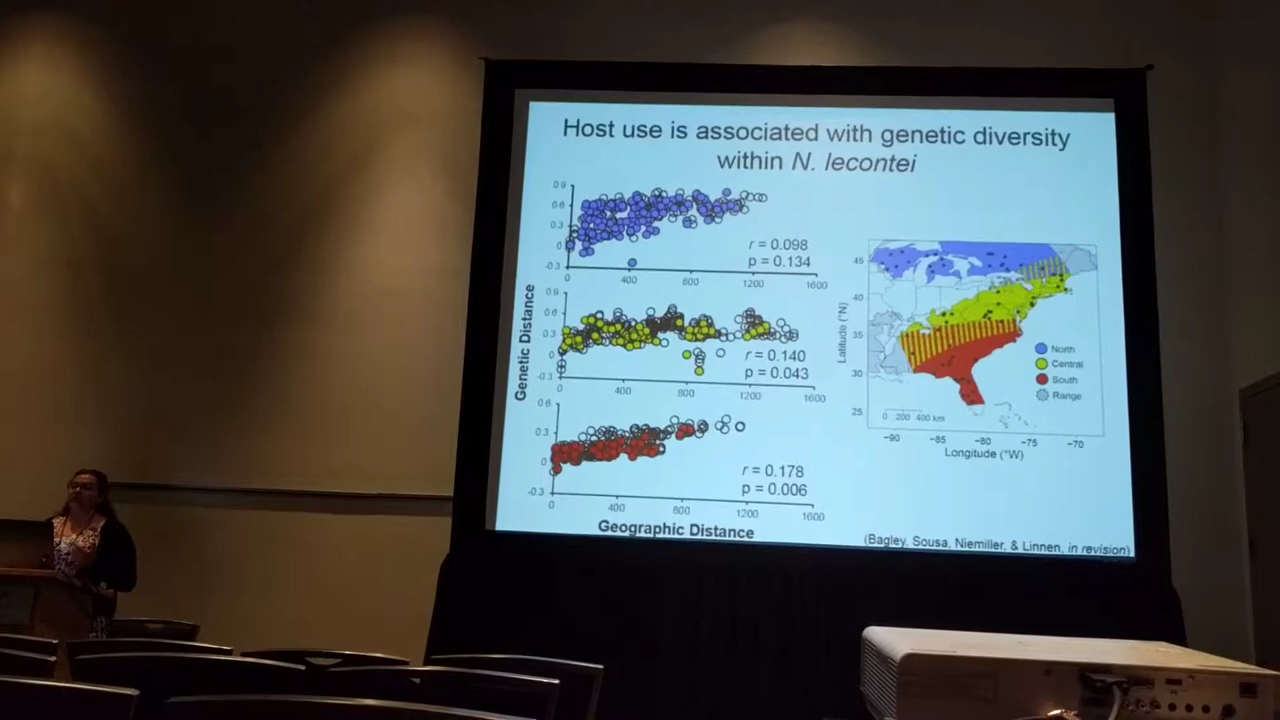 Host use is associated with genetic diversity
within N. lecontei
Genetic Distance
0.9
0.6
0.3
0
-0.3
0 400 800 1200 1600
r = 0.098
p = 0.134
0.9
0.6
0.3
0
-0.3
0 400 800 1200 1600
r = 0.140
p = 0.043
0.6
0.3
0
-0.3
0 400 800 1200 1600
r = 0.178
p = 0.006
Geographic Distance
Latitude (°N)
45
40
35
30
25
North
Central
South
Range
0 200 400 km
−90 −85 −80 −75 −70
Longitude (°W)
(Bagley, Sousa, Niemiller, & Linnen, in revision)